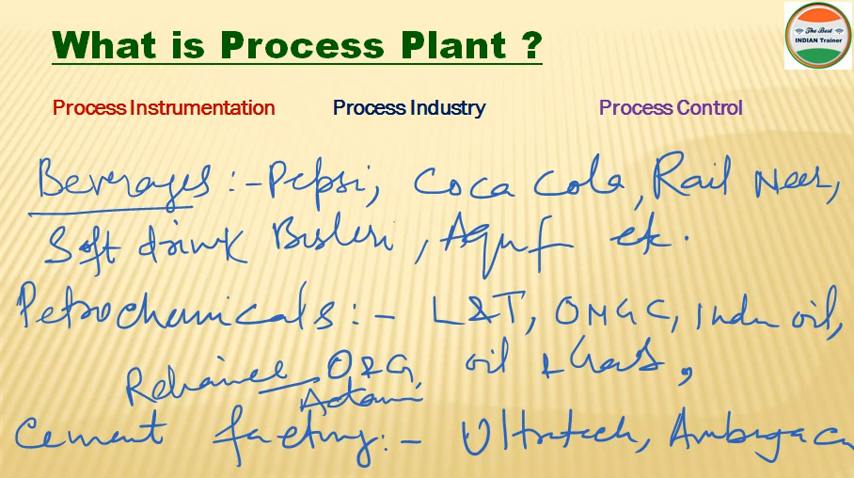 What is Process Plant ?
The Best
INDIAN Trainer
Process Instrumentation Process Industry Process Control
Beverages :- Pepsi, Coca Cola, Rail Neer,
Soft drink Bisleri, etc.
Petrochemicals :- L&T, ONGC, Indian oil,
Reliance O&G, oil & Gas,
Adani
Cement factory :- Ultratech, Ambuja